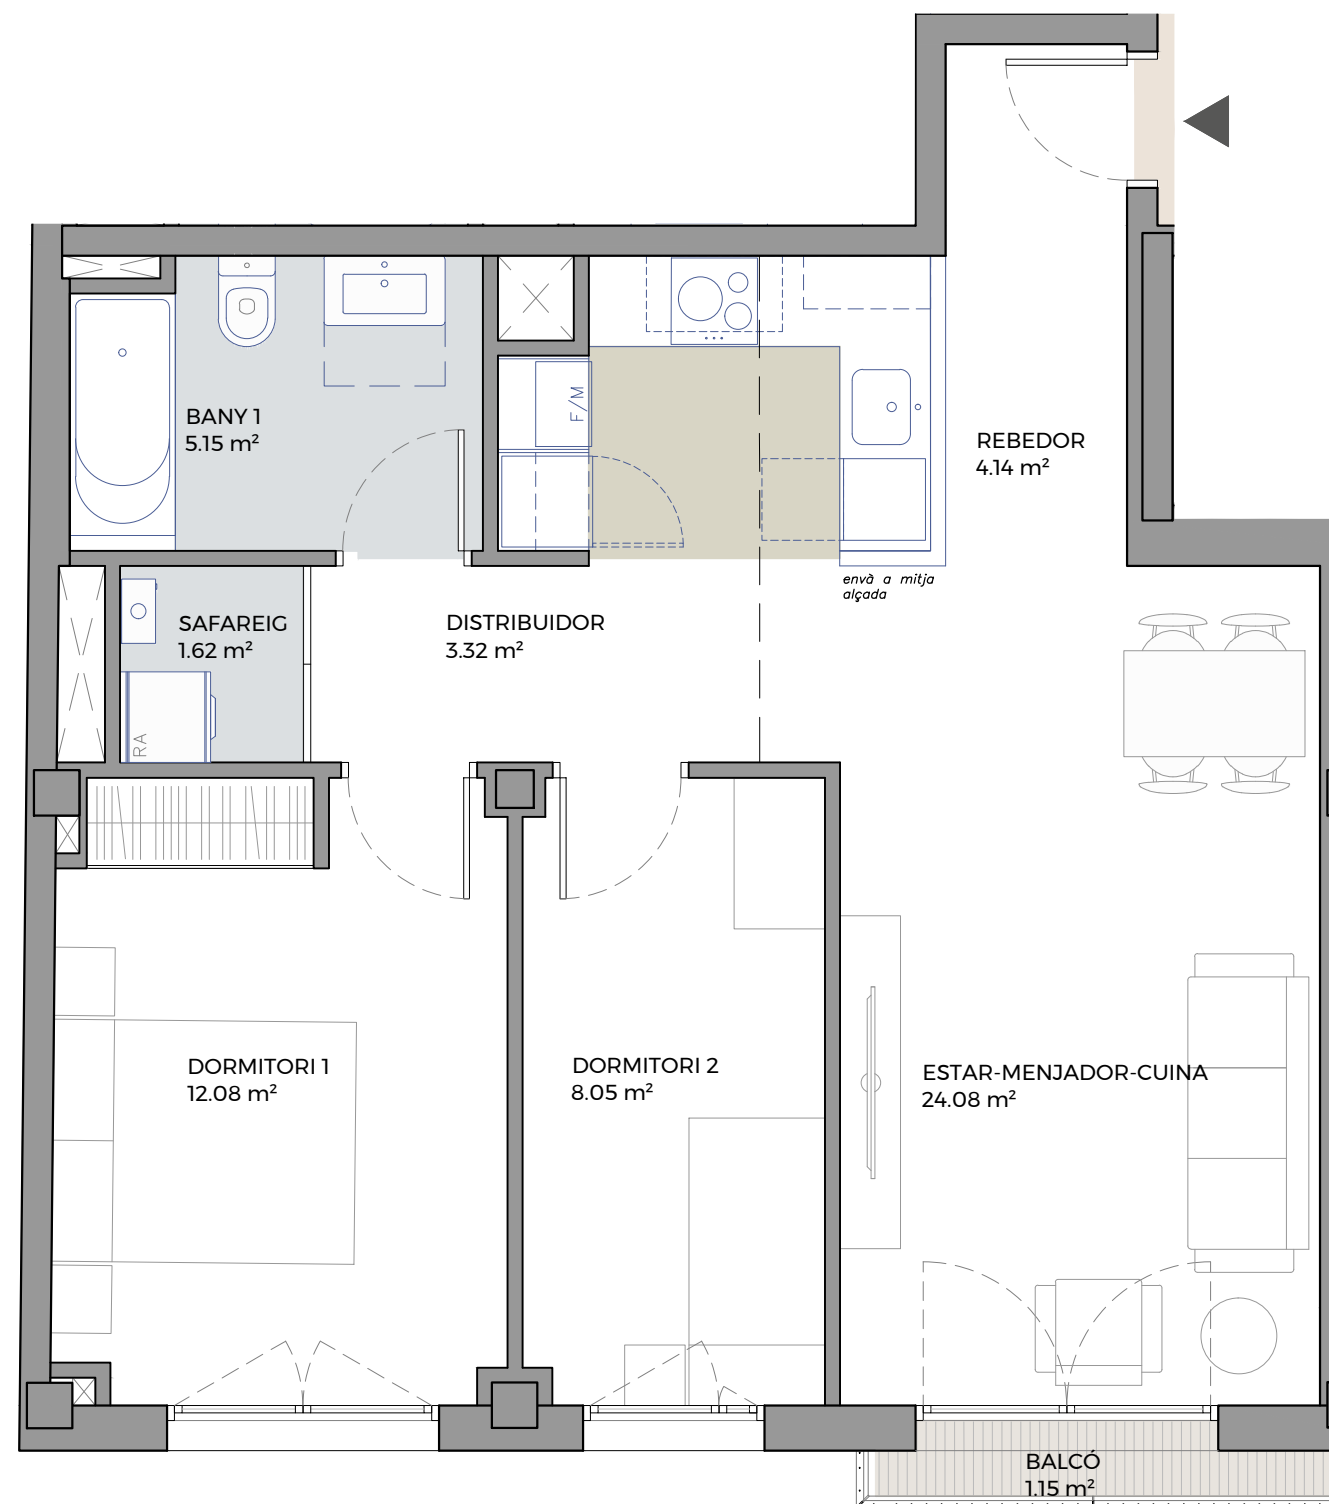 BANY 1
5.15 m²
F/M
REBEDOR
4.14 m²
envà a mitja
alçada
SAFAREIG
1.62 m²
DISTRIBUIDOR
3.32 m²
RA
DORMITORI 1
12.08 m²
DORMITORI 2
8.05 m²
ESTAR-MENJADOR-CUINA
24.08 m²
BALCÓ
1.15 m²